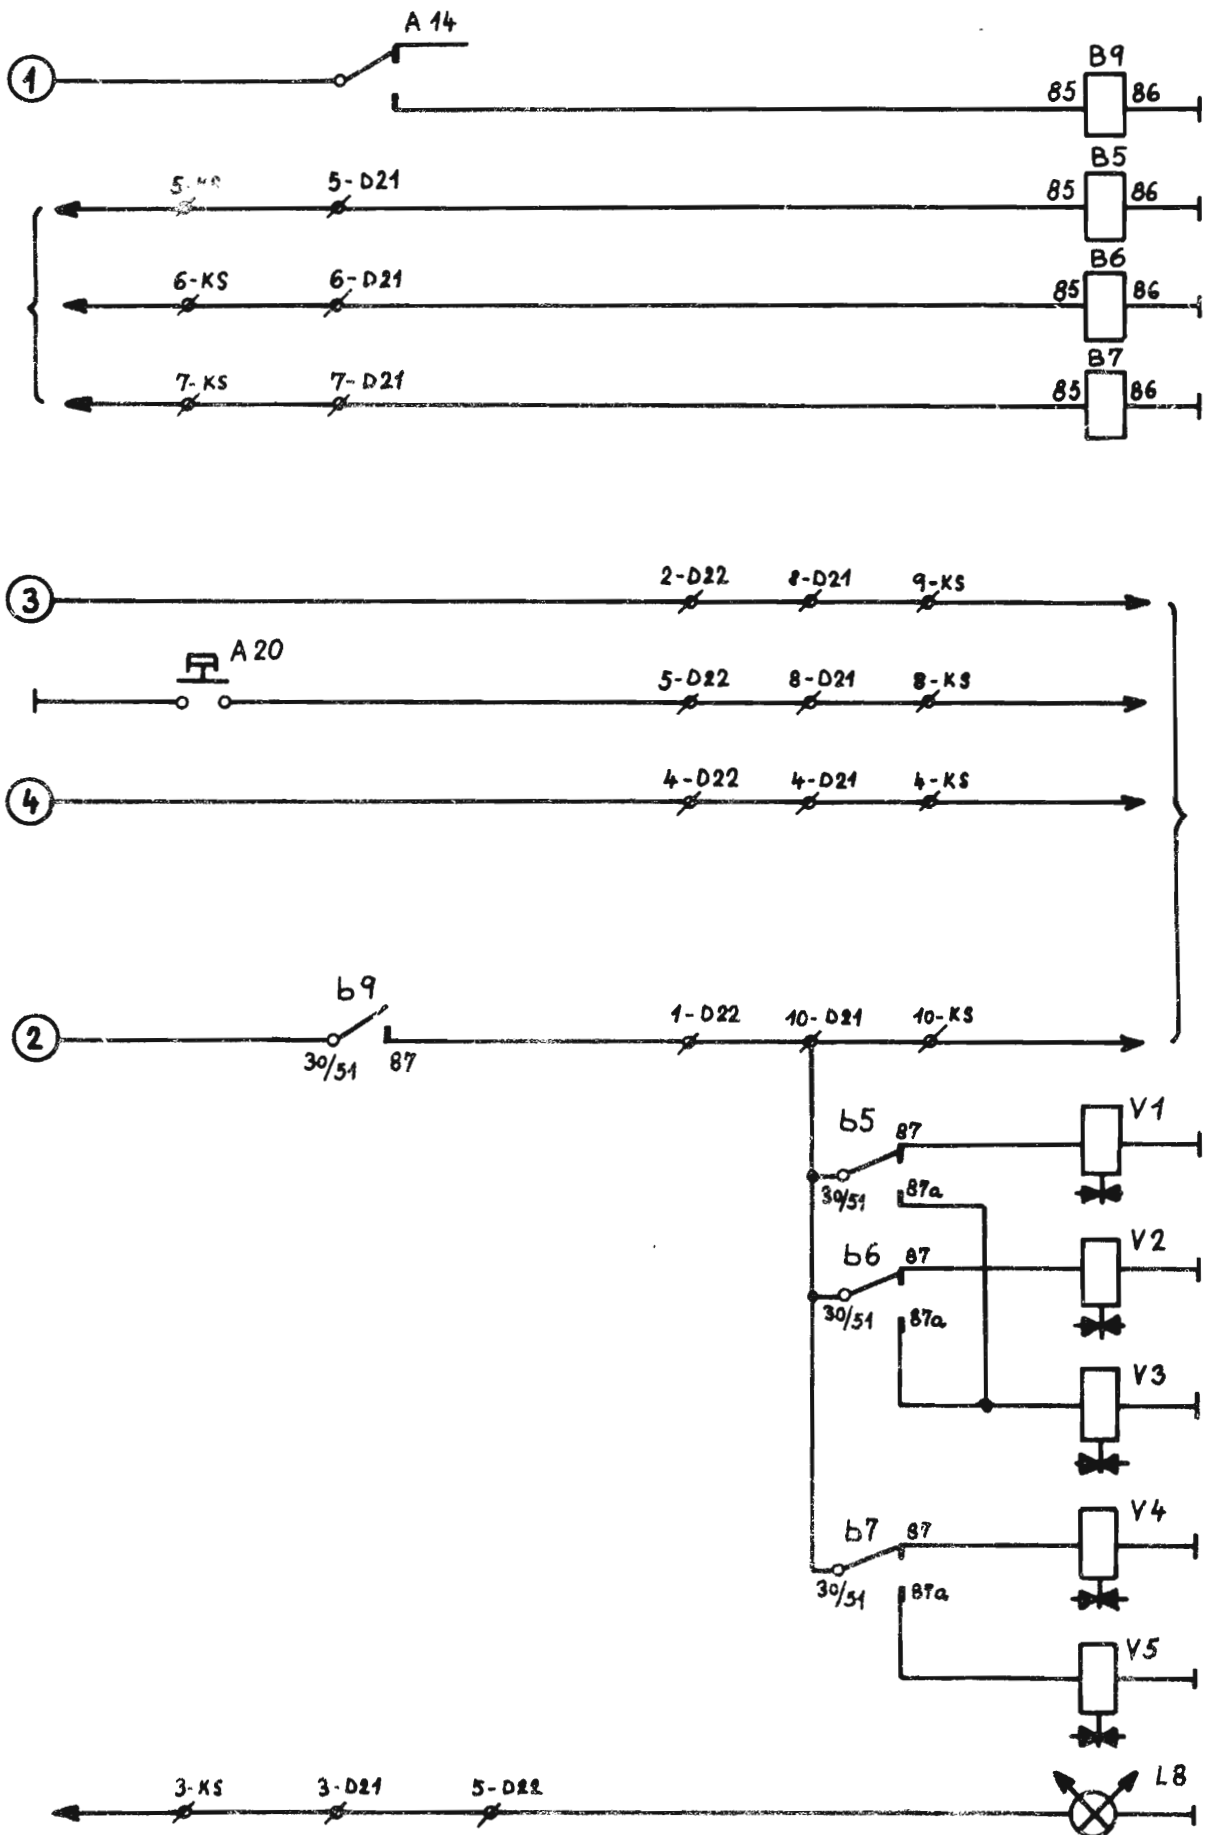 A 14
1
B9
85 86
B5
5-D21
85 86
B6
6-KS 6-D21
85 86
B7
7-KS 7-D21
85 86
3
2-D22 8-D21 9-KS
A 20
5-D22 8-D21 8-KS
4
4-D22 4-D21 4-KS
b9
2
1-D22 10-D21 10-KS
30/51 87
V1
b5 87
30/51 87a
V2
b6 87
30/51 87a
V3
V4
b7 87
30/51 87a
V5
L8
3-KS 3-D21 5-D22